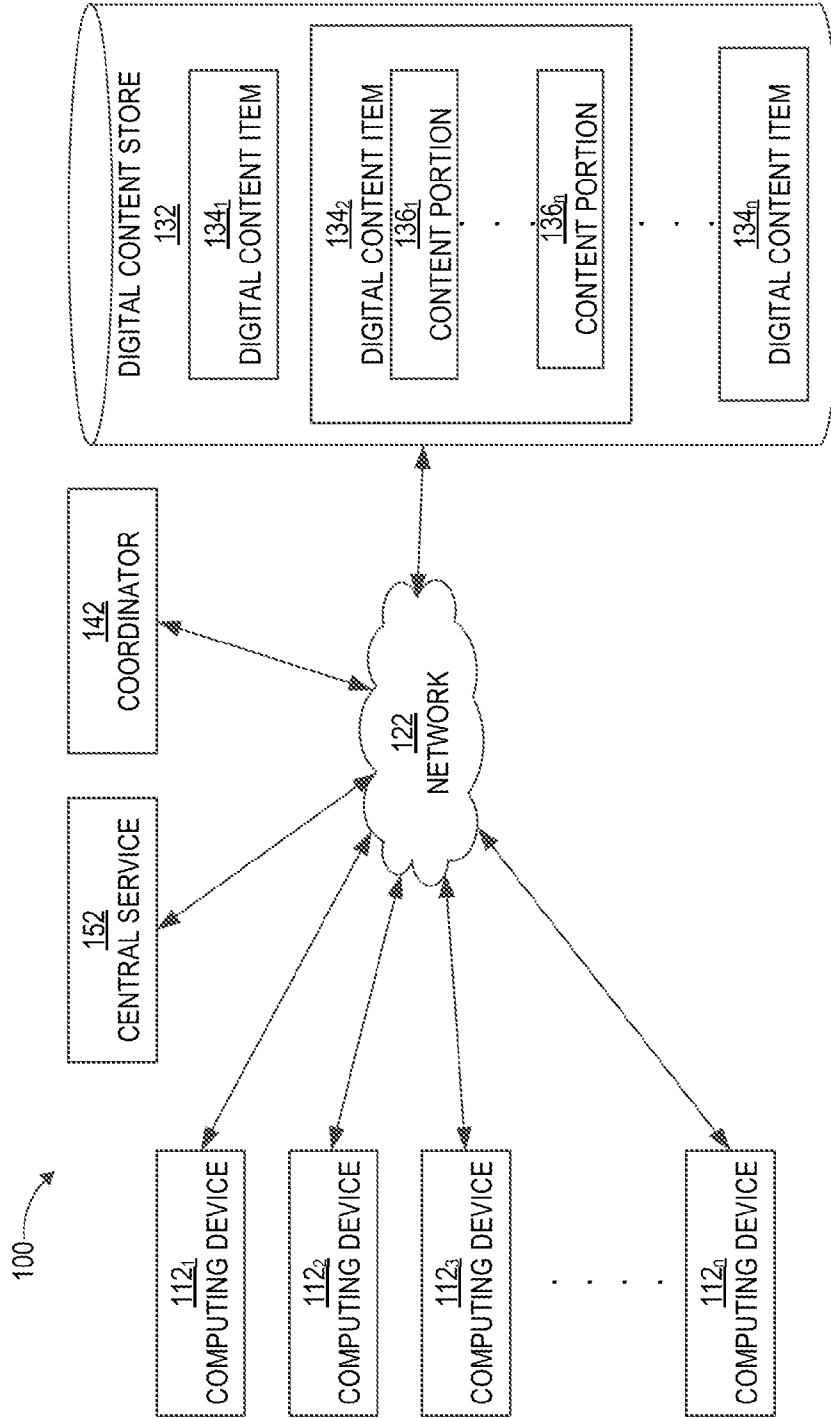 100
112₁
COMPUTING DEVICE
112₂
COMPUTING DEVICE
112₃
COMPUTING DEVICE
. . . .
112ₙ
COMPUTING DEVICE
152
CENTRAL SERVICE
142
COORDINATOR
122
NETWORK
DIGITAL CONTENT STORE
132
134₁
DIGITAL CONTENT ITEM
134₂
DIGITAL CONTENT ITEM
136₁
CONTENT PORTION
. . . .
136ₙ
CONTENT PORTION
. . . .
134ₙ
DIGITAL CONTENT ITEM